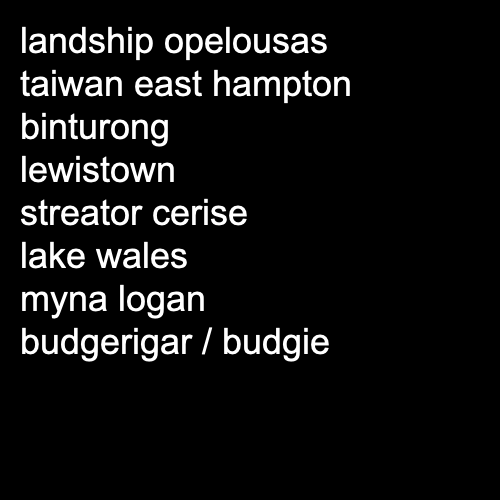 landship opelousas
taiwan east hampton
binturong
lewistown
streator cerise
lake wales
myna logan
budgerigar / budgie